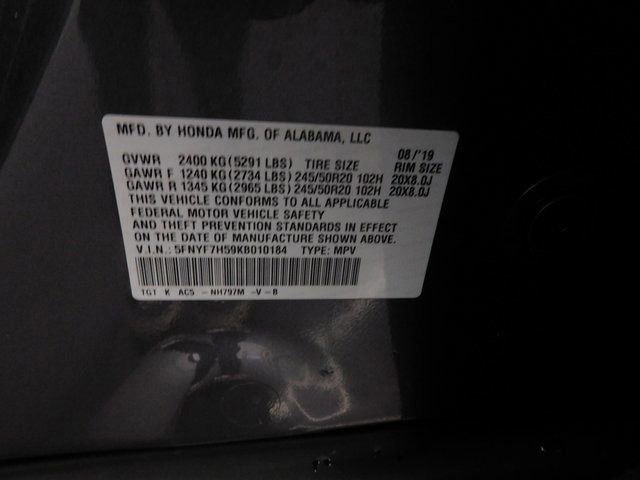 MFD. BY HONDA MFG. OF ALABAMA, LLC
08/'19
GVWR 2400 KG(5291 LBS) TIRE SIZE RIM SIZE
GAWR F 1240 KG(2734 LBS) 245/50R20 102H 20X8.0J
GAWR R 1345 KG(2965 LBS) 245/50R20 102H 20X8.0J
THIS VEHICLE CONFORMS TO ALL APPLICABLE
FEDERAL MOTOR VEHICLE SAFETY
AND THEFT PREVENTION STANDARDS IN EFFECT
ON THE DATE OF MANUFACTURE SHOWN ABOVE.
V.I.N.: 5FNYF7H59KB010184 TYPE: MPV
TGT K AC5 -NH797M -V-B